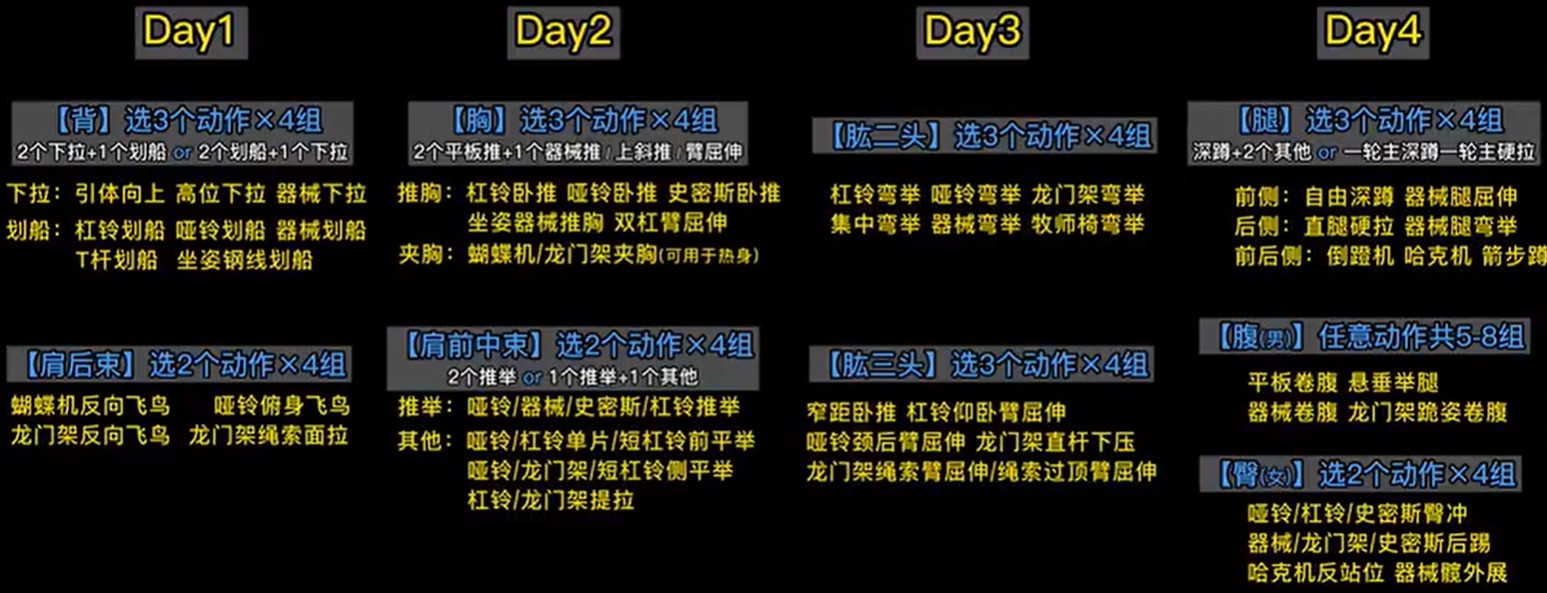 Day1
【背】选3个动作×4组
2个下拉+1个划船 or 2个划船+1个下拉
下拉：引体向上 高位下拉 器械下拉
划船：杠铃划船 哑铃划船 器械划船
T杆划船 坐姿钢线划船
【肩后束】选2个动作×4组
蝴蝶机反向飞鸟 哑铃俯身飞鸟
龙门架反向飞鸟 龙门架绳索面拉
Day2
【胸】选3个动作×4组
2个平板推+1个器械推/上斜推/臂屈伸
推胸：杠铃卧推 哑铃卧推 史密斯卧推
坐姿器械推胸 双杠臂屈伸
夹胸：蝴蝶机/龙门架夹胸(可用于热身)
【肩前中束】选2个动作×4组
2个推举 or 1个推举+1个其他
推举：哑铃/器械/史密斯/杠铃推举
其他：哑铃/杠铃单片/短杠铃前平举
哑铃/龙门架/短杠铃侧平举
杠铃/龙门架提拉
Day3
【肱二头】选3个动作×4组
杠铃弯举 哑铃弯举 龙门架弯举
集中弯举 器械弯举 牧师椅弯举
【肱三头】选3个动作×4组
窄距卧推 杠铃仰卧臂屈伸
哑铃颈后臂屈伸 龙门架直杆下压
龙门架绳索臂屈伸/绳索过顶臂屈伸
Day4
【腿】选3个动作×4组
深蹲+2个其他 or 一轮主深蹲一轮主硬拉
前侧：自由深蹲 器械腿屈伸
后侧：直腿硬拉 器械腿弯举
前后侧：倒蹬机 哈克机 箭步蹲
【腹(男)】任意动作共5-8组
平板卷腹 悬垂举腿
器械卷腹 龙门架跪姿卷腹
【臀(女)】选2个动作×4组
哑铃/杠铃/史密斯臀冲
器械/龙门架/史密斯后踢
哈克机反站位 器械髋外展